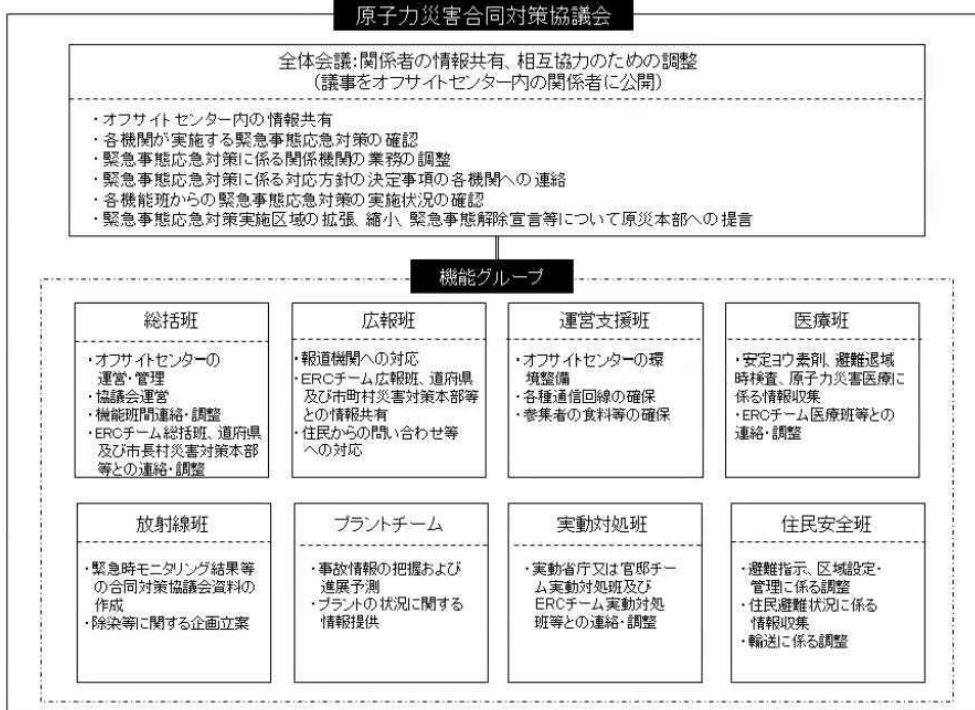 原子力災害合同対策協議会
全体会議:関係者の情報共有、相互協力のための調整
(議事をオフサイトセンター内の関係者に公開)
・オフサイトセンター内の情報共有
・各機関が実施する緊急事態応急対策の確認
・緊急事態応急対策に係る関係機関の業務の調整
・緊急事態応急対策に係る対応方針の決定事項の各機関への連絡
・各機能班からの緊急事態応急対策の実施状況の確認
・緊急事態応急対策実施区域の拡張、縮小、緊急事態解除宣言等について原災本部への提言
機能グループ
総括班
・オフサイトセンターの
運営・管理
・協議会運営
・機能班間連絡・調整
・ERCチーム総括班、道府県
及び市長村災害対策本部
等との連絡・調整
広報班
・報道機関への対応
・ERCチーム広報班、道府県
及び市町村災害対策本部等
との情報共有
・住民からの問い合わせ等
への対応
運営支援班
・オフサイトセンターの環
境整備
・各種通信回線の確保
・参集者の食料等の確保
医療班
・安定ヨウ素剤、避難退域
時検査、原子力災害医療に
係る情報収集
・ERCチーム医療班等との
連絡・調整
放射線班
・緊急時モニタリング結果等
の合同対策協議会資料の
作成
・除染等に関する企画立案
プラントチーム
・事故情報の把握および
進展予測
・プラントの状況に関する
情報提供
実動対処班
・実動省庁又は官邸チー
ム実動対処班及び
ERCチーム実動対処
班等との連絡・調整
住民安全班
・避難指示、区域設定・
管理に係る調整
・住民避難状況に係る
情報収集
・輸送に係る調整